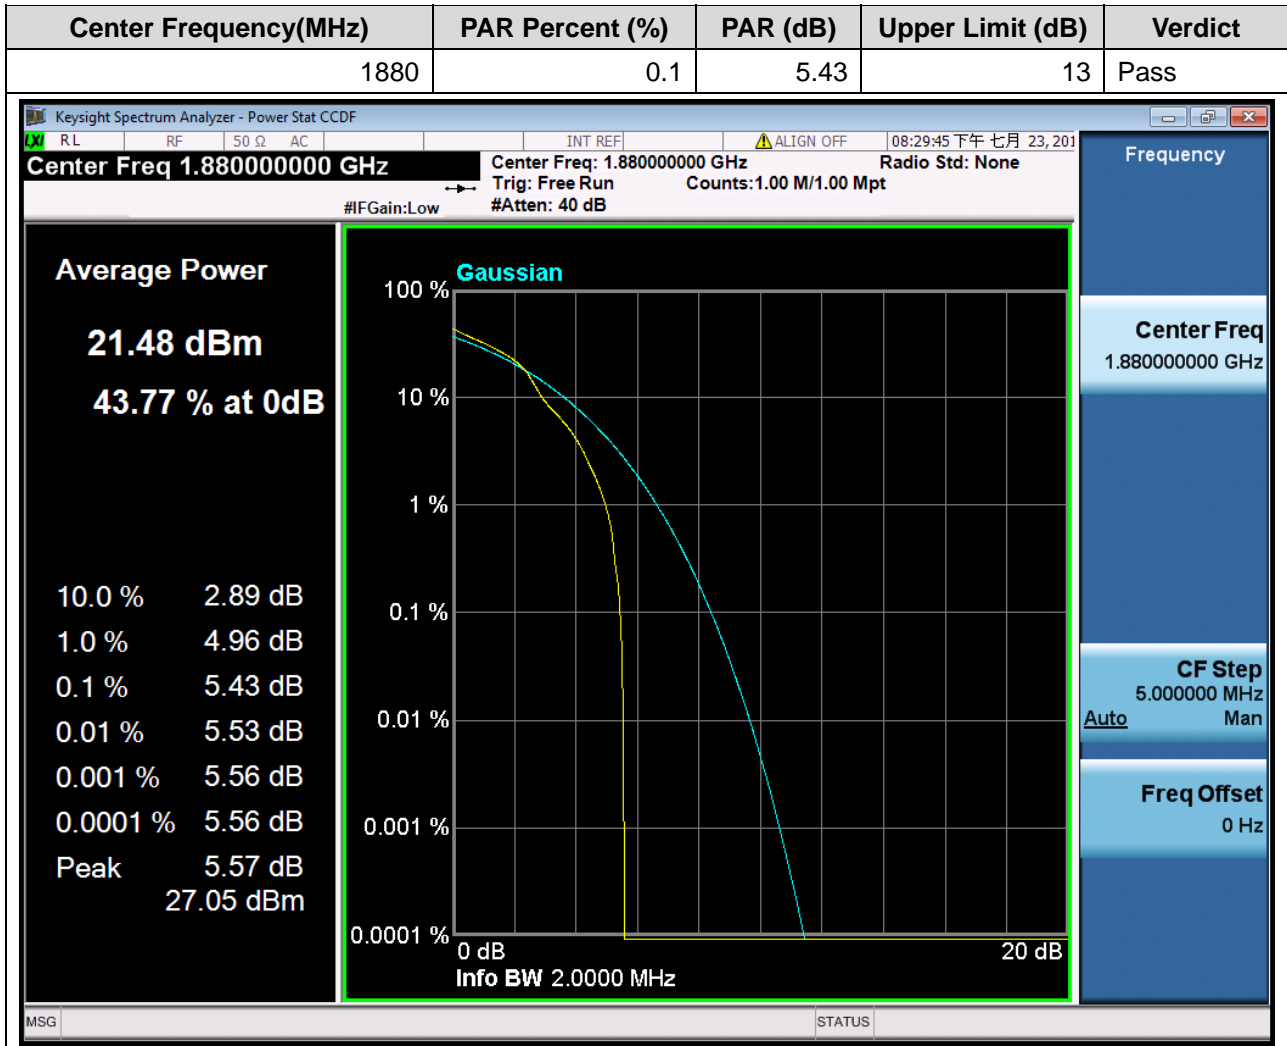 Center Frequency(MHz) PAR Percent (%) PAR (dB) Upper Limit (dB) Verdict
1880 0.1 5.43 13 Pass
Keysight Spectrum Analyzer - Power Stat CCDF
LXI RL RF 50 Ω AC INT REF ALIGN OFF 08:29:45 下午 七月 23, 201
Center Freq 1.880000000 GHz
Center Freq: 1.880000000 GHz Radio Std: None
Trig: Free Run Counts:1.00 M/1.00 Mpt
#IFGain:Low #Atten: 40 dB
Average Power
21.48 dBm
43.77 % at 0dB
10.0 % 2.89 dB
1.0 % 4.96 dB
0.1 % 5.43 dB
0.01 % 5.53 dB
0.001 % 5.56 dB
0.0001 % 5.56 dB
Peak 5.57 dB
27.05 dBm
Gaussian
100 %
10 %
1 %
0.1 %
0.01 %
0.001 %
0.0001 %
0 dB 20 dB
Info BW 2.0000 MHz
Frequency
Center Freq
1.880000000 GHz
CF Step
5.000000 MHz
Auto Man
Freq Offset
0 Hz
MSG STATUS